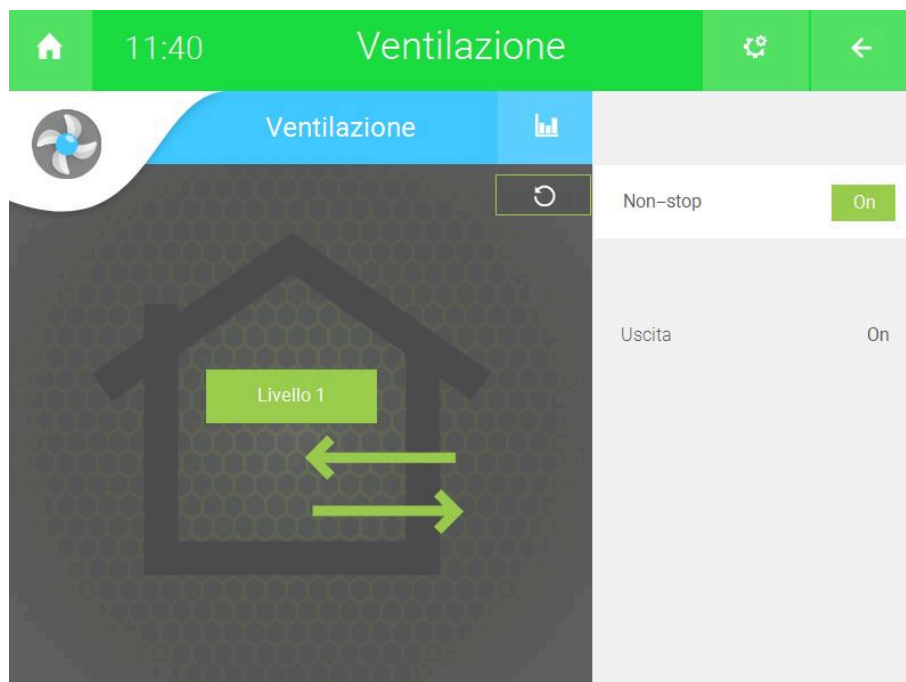 11:40
Ventilazione
Ventilazione
Non-stop
On
Livello 1
Uscita
On